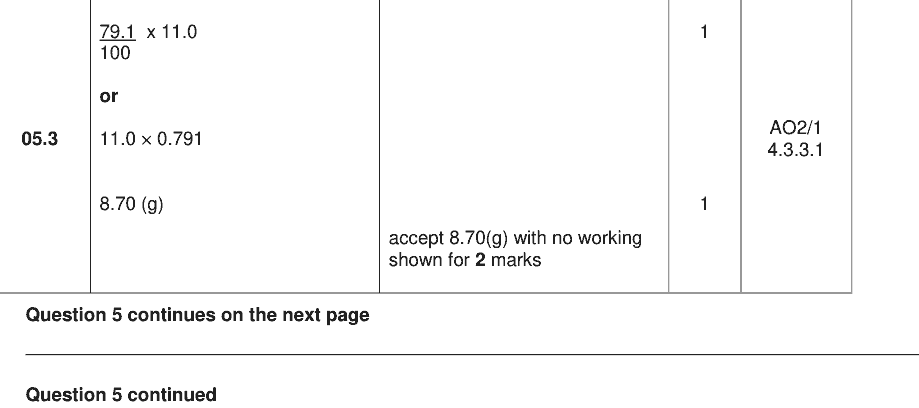 79.1 x 11.0
100
1
or
05.3
11.0 × 0.791
AO2/1
4.3.3.1
8.70 (g)
1
accept 8.70(g) with no working
shown for 2 marks
Question 5 continues on the next page
Question 5 continued